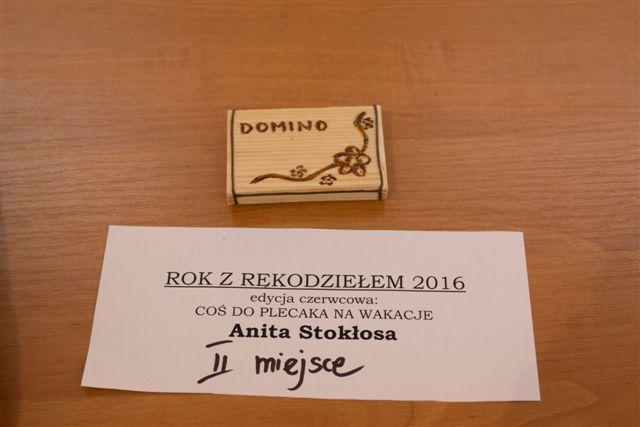 DOMINO
ROK Z RĘKODZIEŁEM 2016
edycja czerwcowa:
COŚ DO PLECAKA NA WAKACJE
Anita Stokłosa
II miejsce